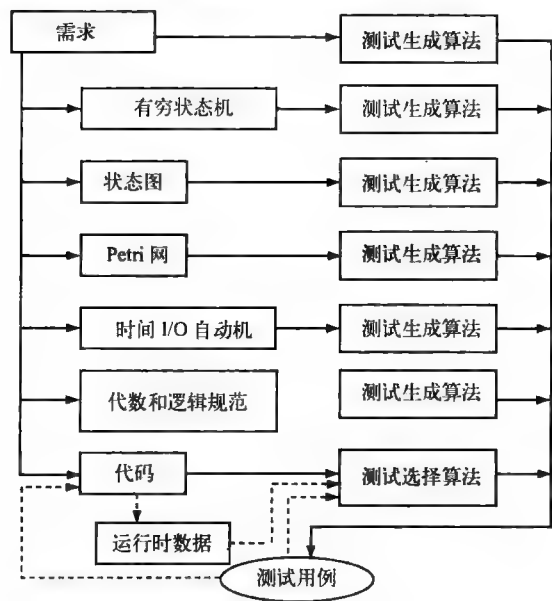 需求
测试生成算法
有穷状态机
测试生成算法
状态图
测试生成算法
Petri 网
测试生成算法
时间 I/O 自动机
测试生成算法
代数和逻辑规范
测试生成算法
代码
测试选择算法
运行时数据
测试用例